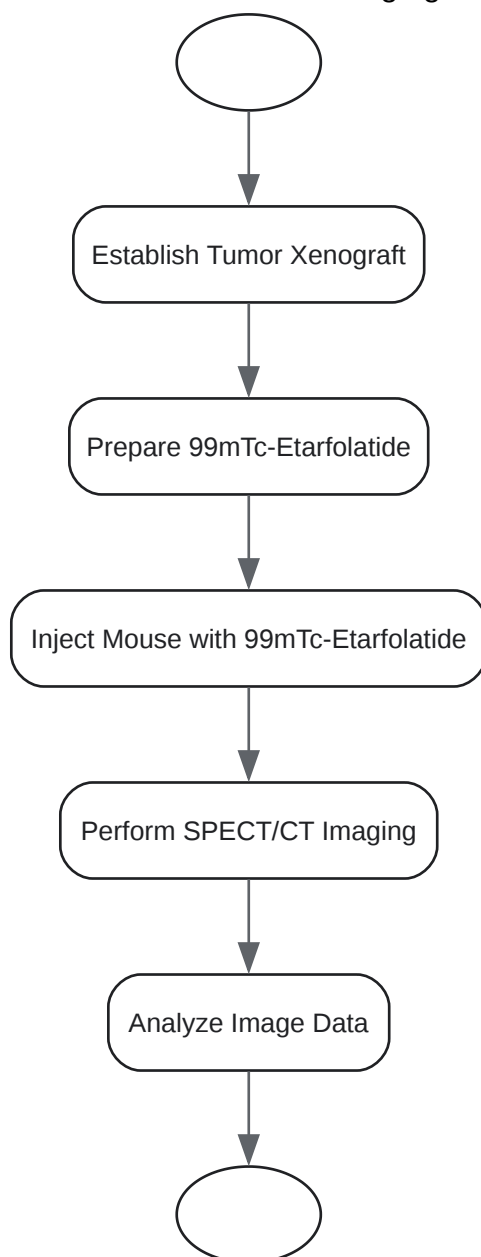 Establish Tumor Xenograft
Prepare 99mTc-Etarfolatide
Inject Mouse with 99mTc-Etarfolatide
Perform SPECT/CT Imaging
Analyze Image Data